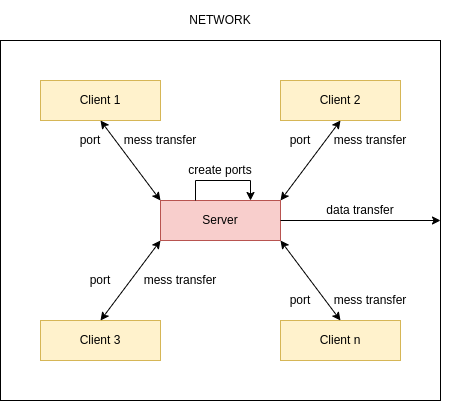 NETWORK
Client 1
Client 2
port
mess transfer
port
mess transfer
create ports
Server
data transfer
port
mess transfer
port
mess transfer
Client 3
Client n